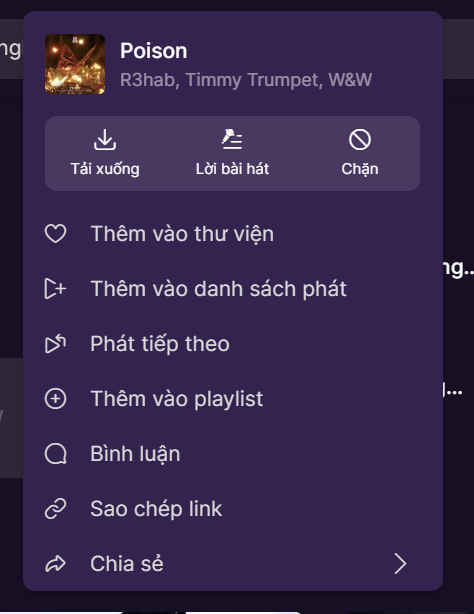 ng
Poison
R3hab, Timmy Trumpet, W&W
Tải xuống
Lời bài hát
Chặn
Thêm vào thư viện
Thêm vào danh sách phát
ng...
Phát tiếp theo
Thêm vào playlist
Bình luận
Sao chép link
Chia sẻ